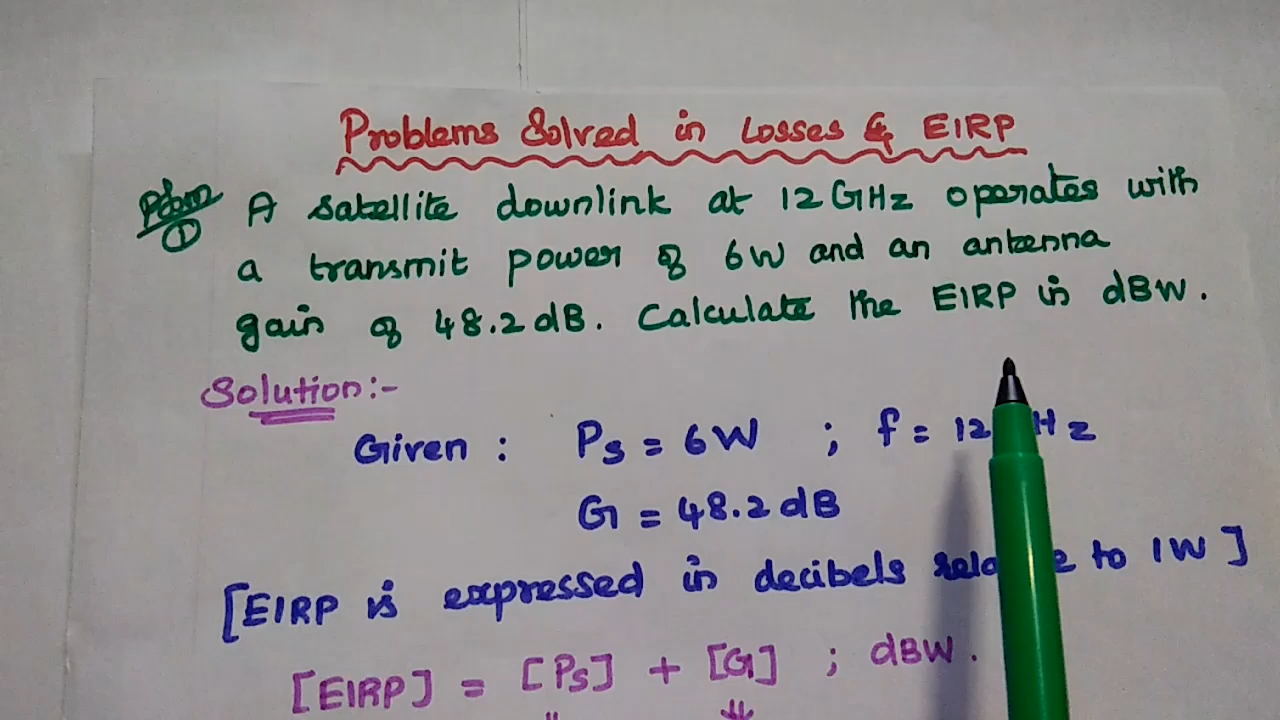 Problems Solved in Losses & EIRP
Pblm ① A satellite downlink at 12 GHz operates with
a transmit power of 6W and an antenna
gain of 48.2 dB. Calculate the EIRP in dBW.
Solution:-
Given : Ps = 6W ; f = 12 Hz
G = 48.2 dB
[EIRP is expressed in decibels to 1W]
[EIRP] = [Ps] + [G] ; dBW.